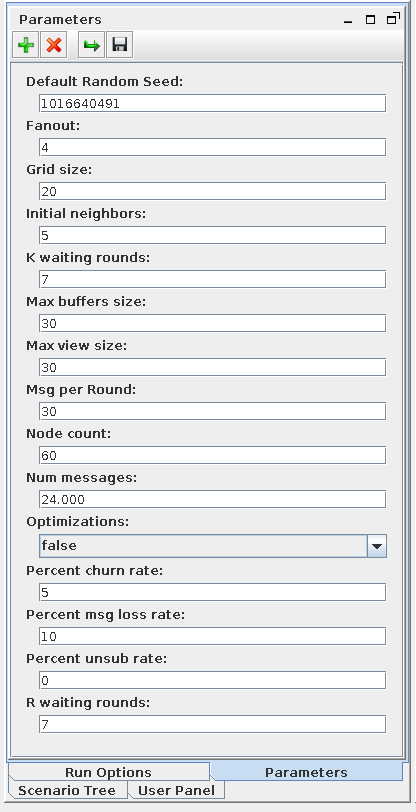 Parameters
Default Random Seed:
1016640491
Fanout:
4
Grid size:
20
Initial neighbors:
5
K waiting rounds:
7
Max buffers size:
30
Max view size:
30
Msg per Round:
30
Node count:
60
Num messages:
24.000
Optimizations:
false
Percent churn rate:
5
Percent msg loss rate:
10
Percent unsub rate:
0
R waiting rounds:
7
Run Options Parameters
Scenario Tree User Panel